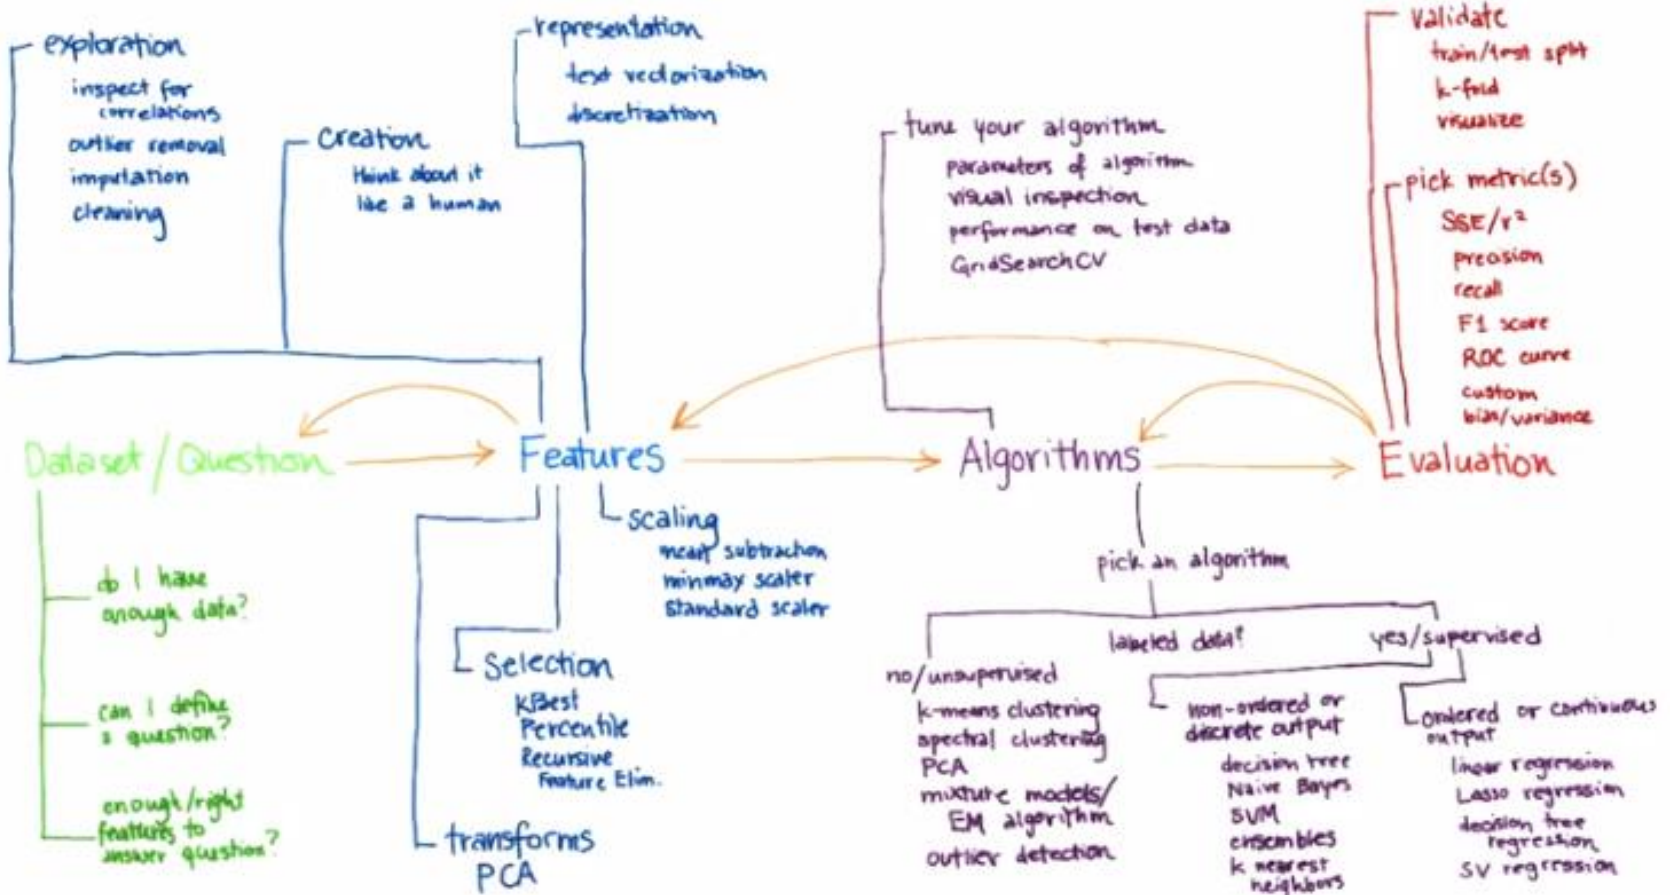 exploration
inspect for
correlations
outlier removal
imputation
cleaning
creation
think about it
like a human
representation
text vectorization
discretization
tune your algorithm
parameters of algorithm
visual inspection
performance on test data
GridSearchCV
validate
train/test split
k-fold
visualize
pick metric(s)
SSE/r²
precision
recall
F1 score
ROC curve
custom
bias/variance
Dataset/Question
Features
Algorithms
Evaluation
do I have
enough data?
can I define
a question?
enough/right
features to
answer question?
scaling
mean subtraction
minmax scaler
standard scaler
selection
KBest
Percentile
Recursive
Feature Elim.
transforms
PCA
pick an algorithm
labeled data?
no/unsupervised
k-means clustering
spectral clustering
PCA
mixture models/
EM algorithm
outlier detection
yes/supervised
non-ordered or
discrete output
decision tree
Naive Bayes
SVM
ensembles
k nearest
neighbors
ordered or continuous
output
linear regression
Lasso regression
decision tree
regression
SV regression